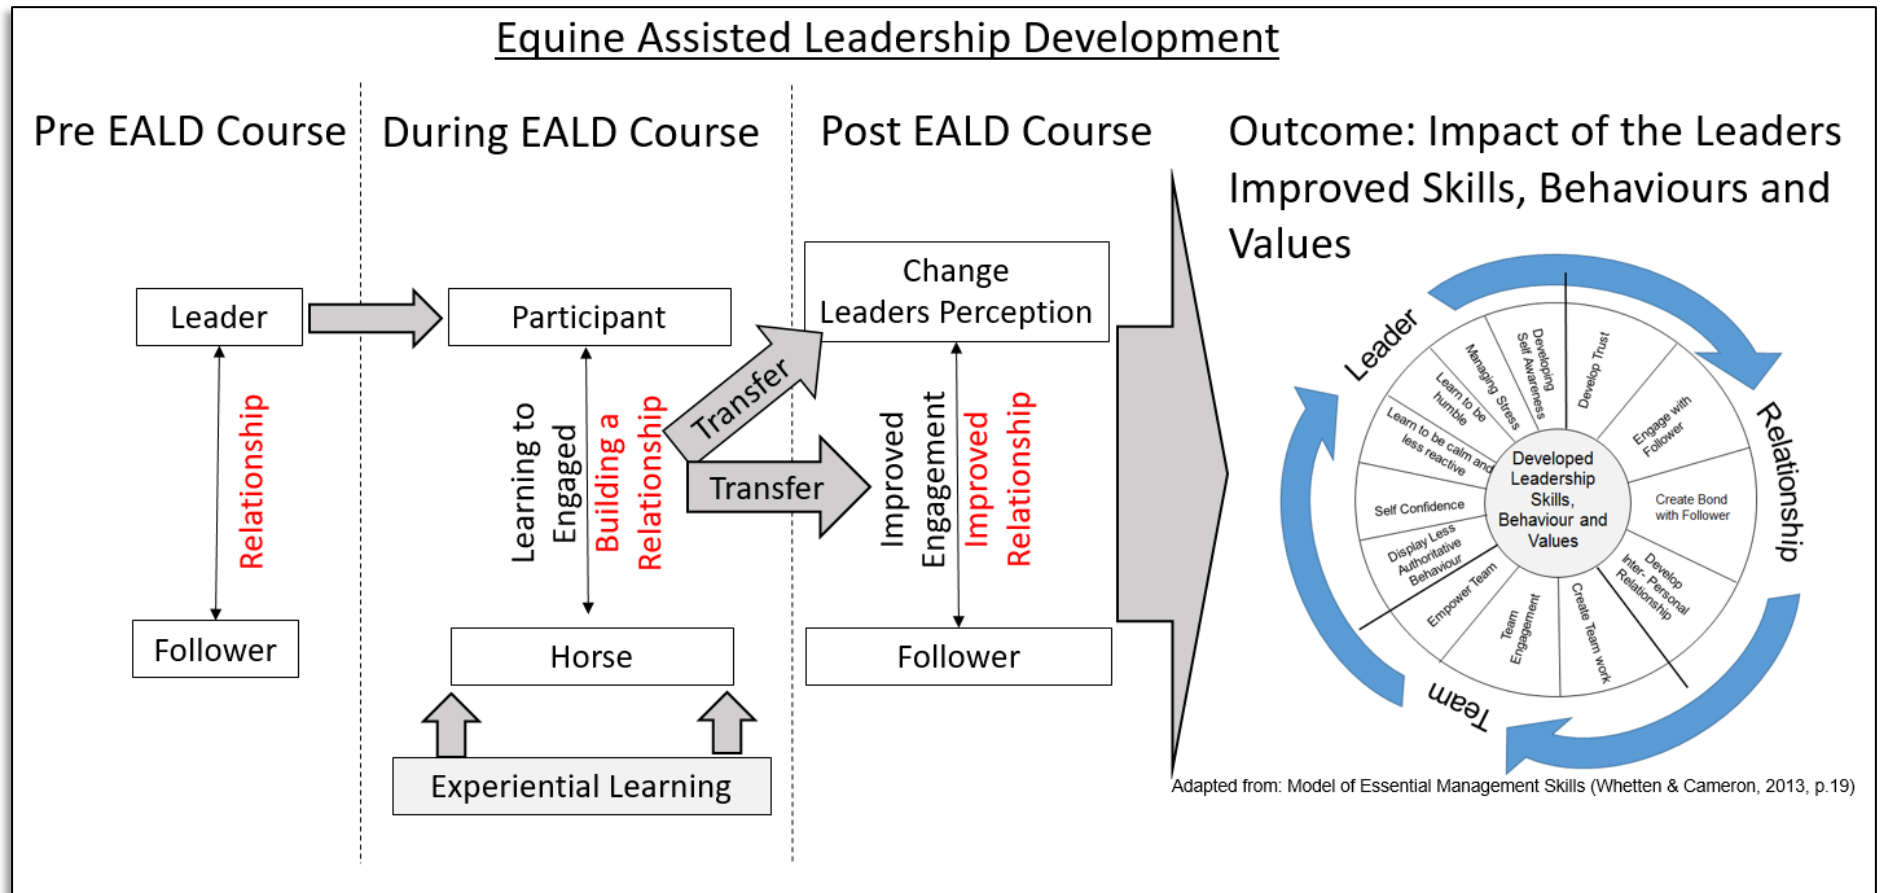 Equine Assisted Leadership Development
Pre EALD Course
During EALD Course
Post EALD Course
Outcome: Impact of the Leaders
Improved Skills, Behaviours and
Values
Leader
Relationship
Follower
Participant
Learning to
Engaged
Building a
Relationship
Horse
Experiential Learning
Transfer
Transfer
Change
Leaders Perception
Improved
Engagement
Improved
Relationship
Follower
Leader
Relationship
Team
Developing
Self Awareness
Develop Trust
Engage with
Follower
Create Bond
with Follower
Develop
Inter- Personal
Relationship
Create Team work
Team
Engagement
Empower Team
Display Less
Authoritative
Behaviour
Self Confidence
Learn to be calm and
less reactive
Learn to be
humble
Managing Stress
Developed
Leadership
Skills,
Behaviour and
Values
Adapted from: Model of Essential Management Skills (Whetten & Cameron, 2013, p.19)